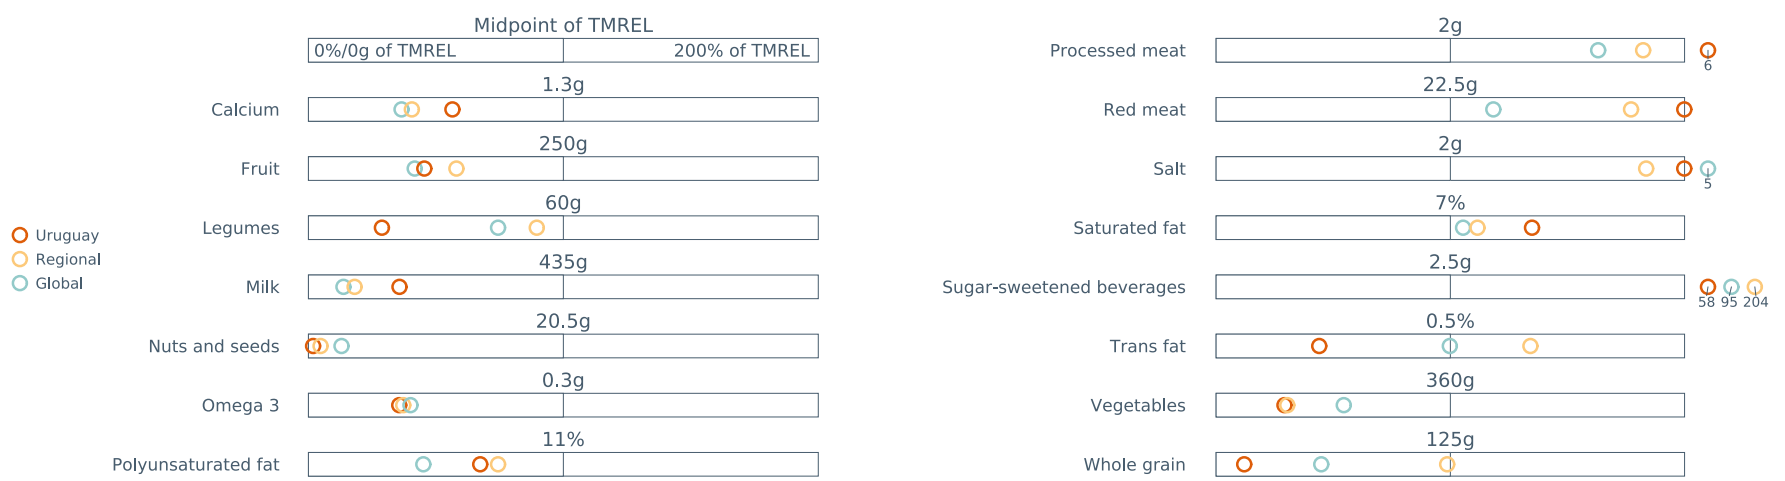 Midpoint of TMREL
0%/0g of TMREL 200% of TMREL
1.3g
Calcium
250g
Fruit
60g
Legumes
435g
Milk
20.5g
Nuts and seeds
0.3g
Omega 3
11%
Polyunsaturated fat
Uruguay
Regional
Global
2g
Processed meat
6
22.5g
Red meat
2g
Salt
5
7%
Saturated fat
2.5g
Sugar-sweetened beverages
58 95 204
0.5%
Trans fat
360g
Vegetables
125g
Whole grain